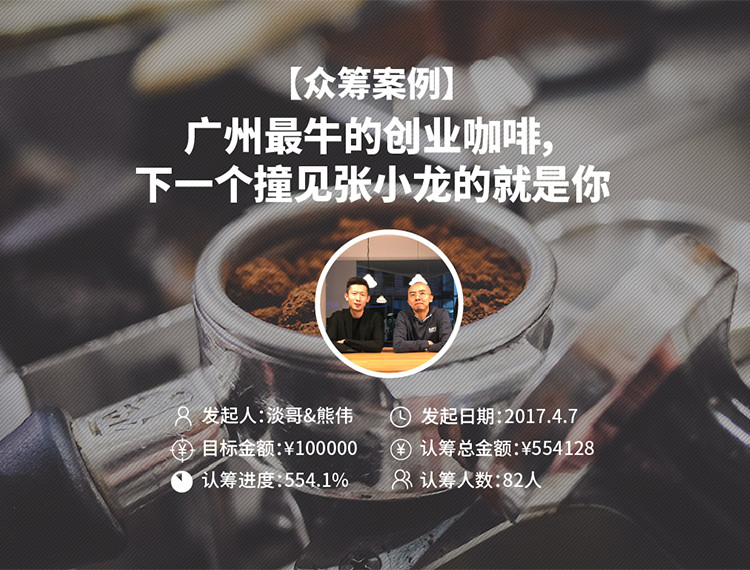 【众筹案例】
广州最牛的创业咖啡，
下一个撞见张小龙的就是你
发起人：淡哥&熊伟
发起日期：2017.4.7
目标金额：¥100000
认筹总金额：¥554128
认筹进度：554.1%
认筹人数：82人